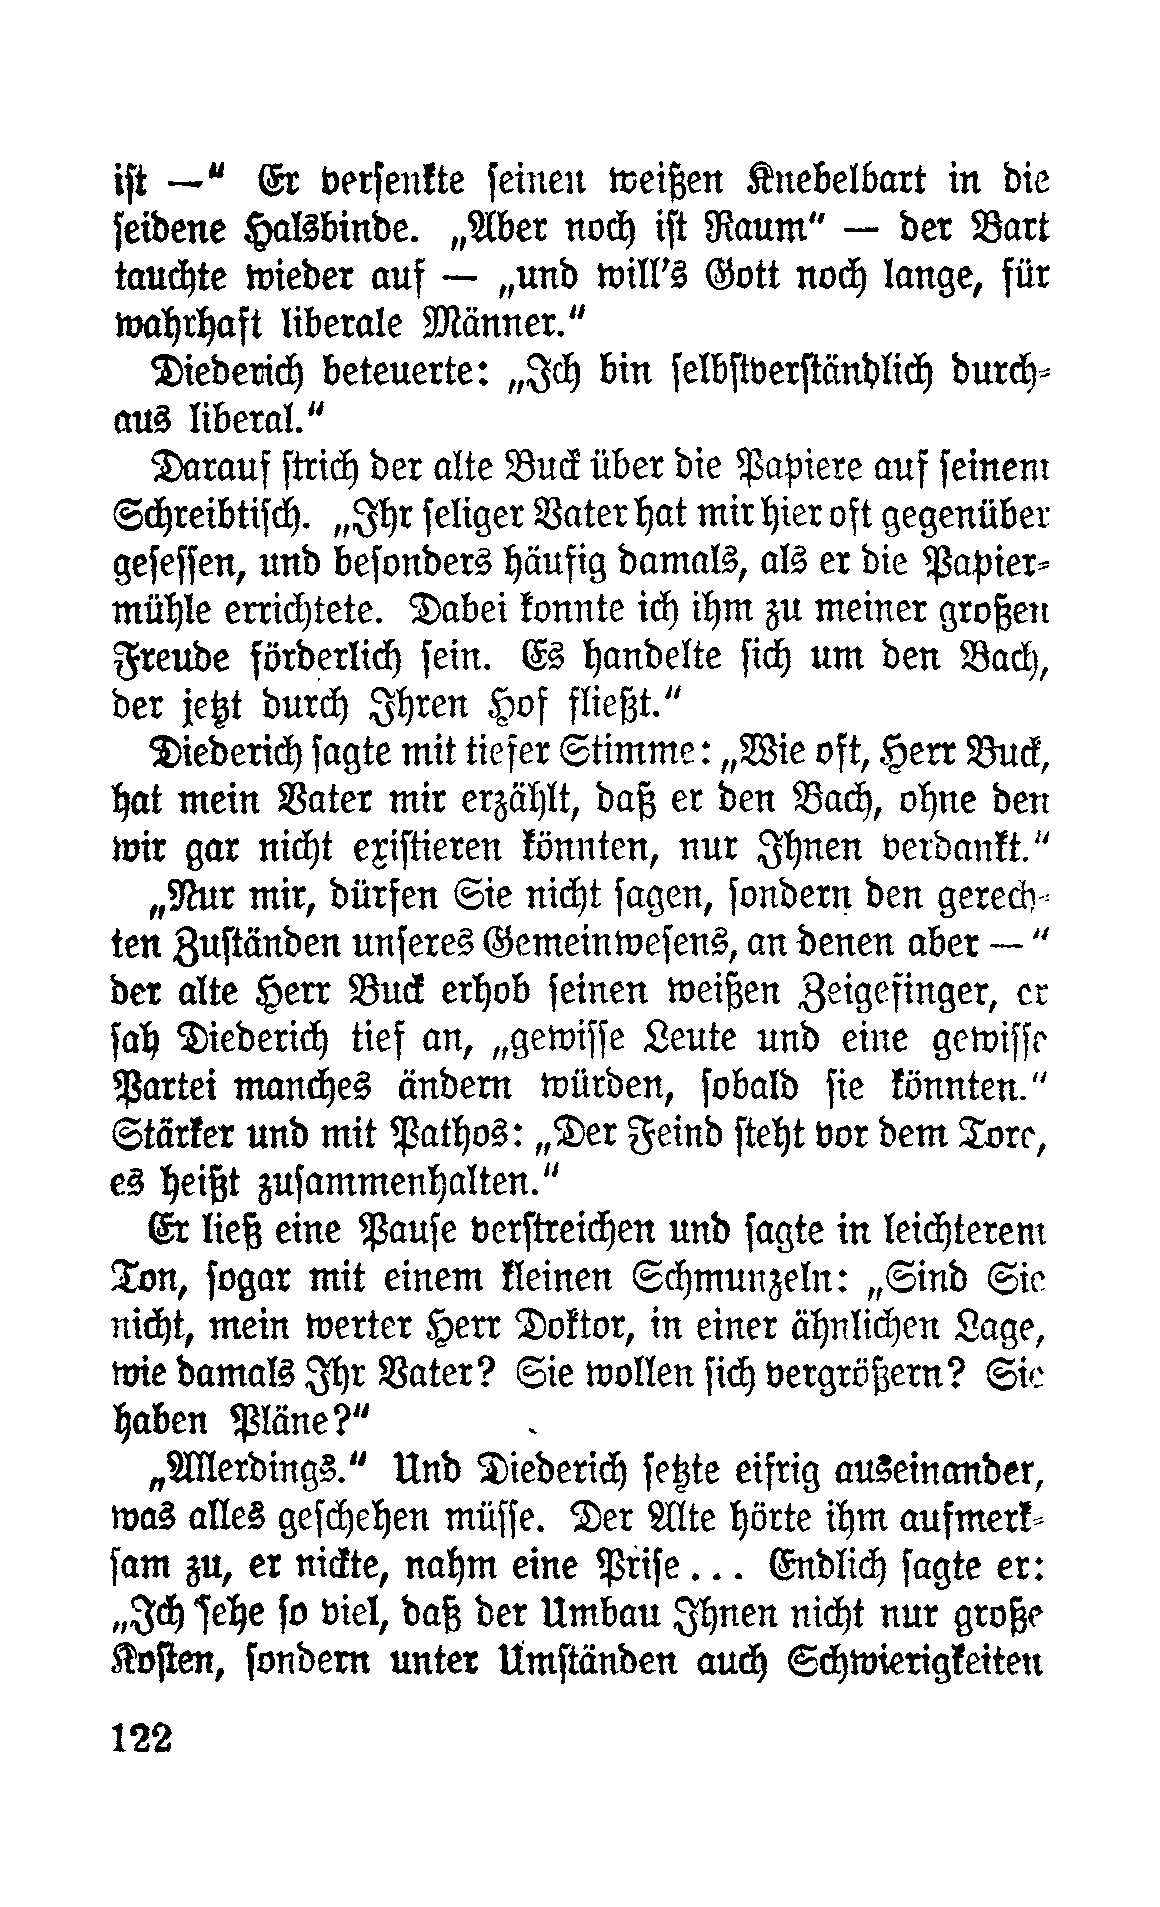 ist —“ Er versenkte seinen weißen Knebelbart in die
seidene Halsbinde. „Aber noch ist Raum“ — der Bart
tauchte wieder auf — „und will's Gott noch lange, für
wahrhaft liberale Männer.“
Diederich beteuerte: „Ich bin selbstverständlich durch-
aus liberal.“
Darauf strich der alte Buck über die Papiere auf seinem
Schreibtisch. „Ihr seliger Vater hat mir hier oft gegenüber
gesessen, und besonders häufig damals, als er die Papier-
mühle errichtete. Dabei konnte ich ihm zu meiner großen
Freude förderlich sein. Es handelte sich um den Bach,
der jetzt durch Ihren Hof fließt.“
Diederich sagte mit tiefer Stimme: „Wie oft, Herr Buck,
hat mein Vater mir erzählt, daß er den Bach, ohne den
wir gar nicht existieren könnten, nur Ihnen verdankt.“
„Nur mir, dürfen Sie nicht sagen, sondern den gerech-
ten Zuständen unseres Gemeinwesens, an denen aber —“
der alte Herr Buck erhob seinen weißen Zeigefinger, er
sah Diederich tief an, „gewisse Leute und eine gewisse
Partei manches ändern würden, sobald sie könnten.“
Stärker und mit Pathos: „Der Feind steht vor dem Tore,
es heißt zusammenhalten.“
Er ließ eine Pause verstreichen und sagte in leichterem
Ton, sogar mit einem kleinen Schmunzeln: „Sind Sie
nicht, mein werter Herr Doktor, in einer ähnlichen Lage,
wie damals Ihr Vater? Sie wollen sich vergrößern? Sie
haben Pläne?“
„Allerdings.“ Und Diederich setzte eifrig auseinander,
was alles geschehen müsse. Der Alte hörte ihm aufmerk-
sam zu, er nickte, nahm eine Prise... Endlich sagte er:
„Ich sehe so viel, daß der Umbau Ihnen nicht nur große
Kosten, sondern unter Umständen auch Schwierigkeiten
122